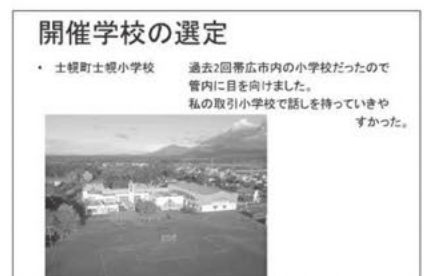 開催学校の選定
・ 士幌町士幌小学校
過去2回帯広市内の小学校だったので
管内に目を向けました。
私の取引小学校で話しを持っていきや
すかった。